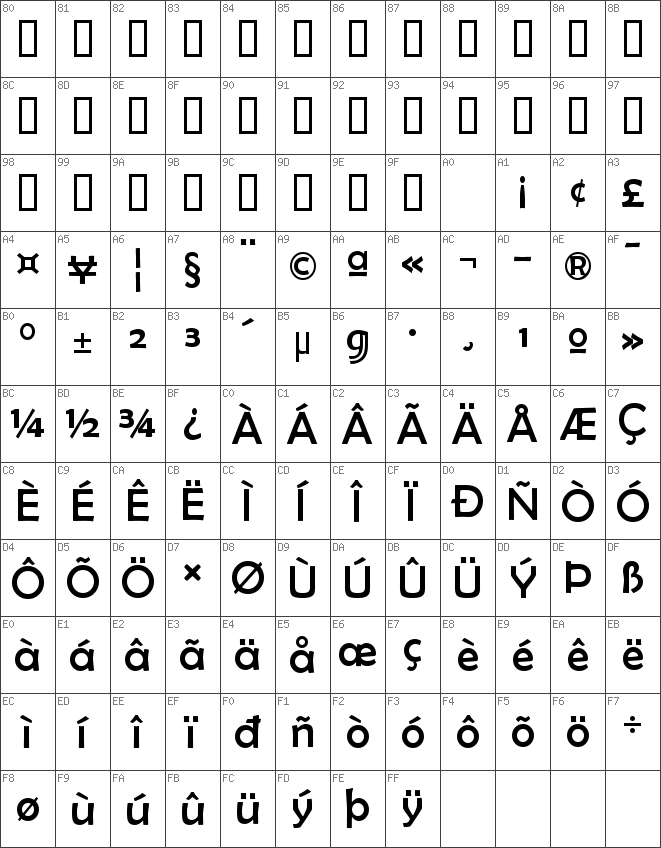 80 81 82 83 84 85 86 87 88 89 8A 8B
8C 8D 8E 8F 90 91 92 93 94 95 96 97
98 99 9A 9B 9C 9D 9E 9F A0 A1 A2 A3
¡ ¢ £
A4 A5 A6 A7 A8 A9 AA AB AC AD AE AF
¤ ¥ ¦ § ¨ © ª « ¬ - ® ¯
B0 B1 B2 B3 B4 B5 B6 B7 B8 B9 BA BB
° ± ² ³ ´ µ g · ¸ ¹ º »
BC BD BE BF C0 C1 C2 C3 C4 C5 C6 C7
¼ ½ ¾ ¿ À Á Â Ã Ä Å Æ Ç
C8 C9 CA CB CC CD CE CF D0 D1 D2 D3
È É Ê Ë Ì Í Î Ï Ð Ñ Ò Ó
D4 D5 D6 D7 D8 D9 DA DB DC DD DE DF
Ô Õ Ö × Ø Ù Ú Û Ü Ý Þ ß
E0 E1 E2 E3 E4 E5 E6 E7 E8 E9 EA EB
à á â ã ä å œ ç è é ê ë
EC ED EE EF F0 F1 F2 F3 F4 F5 F6 F7
ì í î ï đ ñ ò ó ô õ ö ÷
F8 F9 FA FB FC FD FE FF
ø ù ú û ü ý þ ÿ